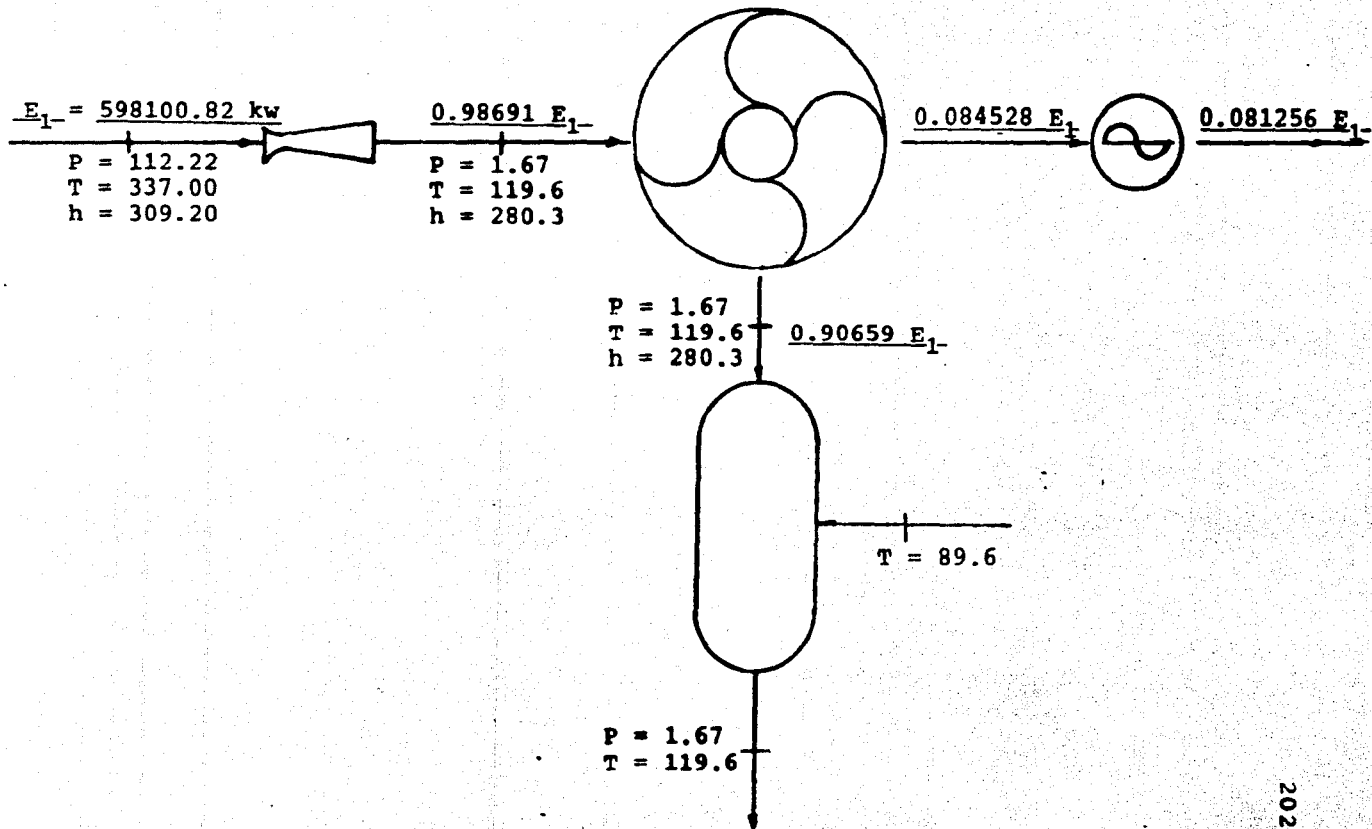 E1- = 598100.82 kw
P = 112.22
T = 337.00
h = 309.20
0.98691 E1-
P = 1.67
T = 119.6
h = 280.3
0.084528 E1-
0.081256 E1-
P = 1.67
T = 119.6
h = 280.3
0.90659 E1-
T = 89.6
P = 1.67
T = 119.6
202